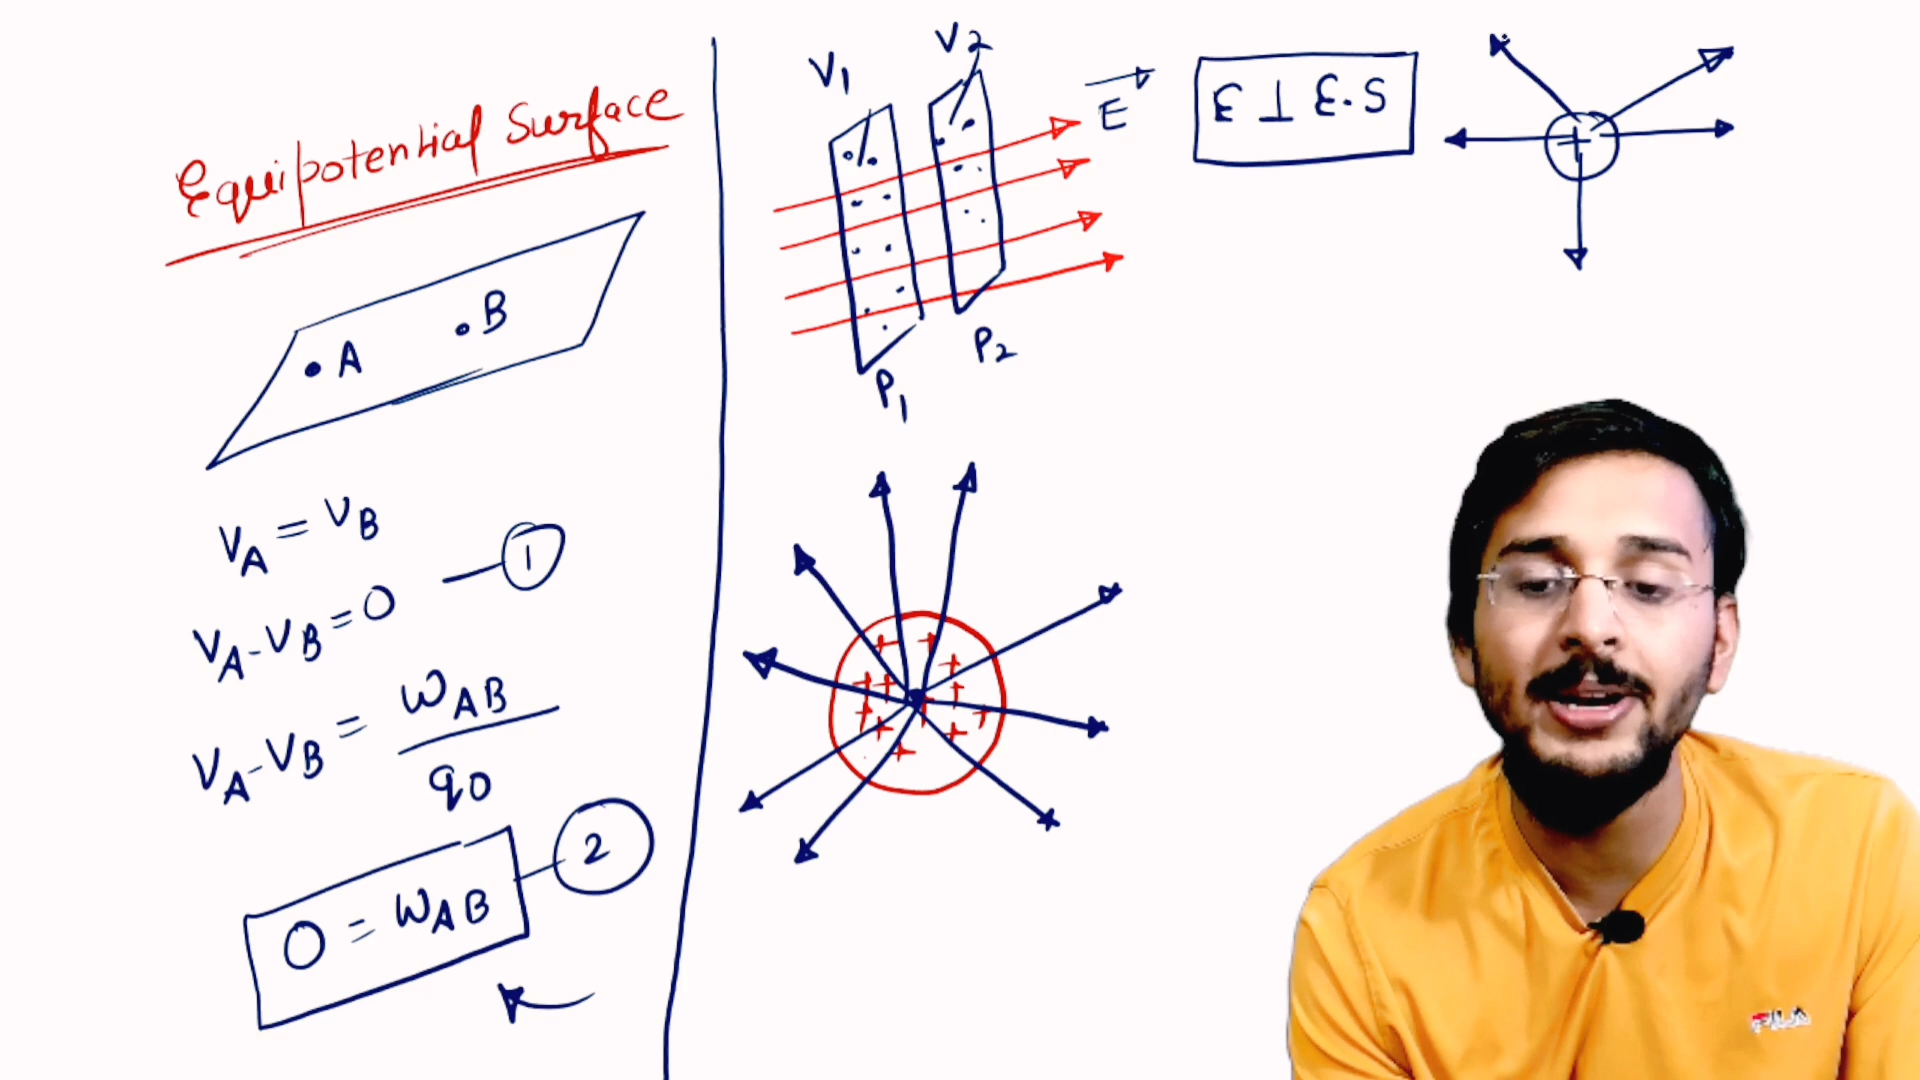 Equipotential Surface
A
B
V_A = V_B
V_A - V_B = 0 — 1
V_A - V_B = W_AB / q0
0 = W_AB — 2
V1
V2
E
P1
P2
ε ⊥ ε.s
+
+ + + + + + + + + + + +
FILA